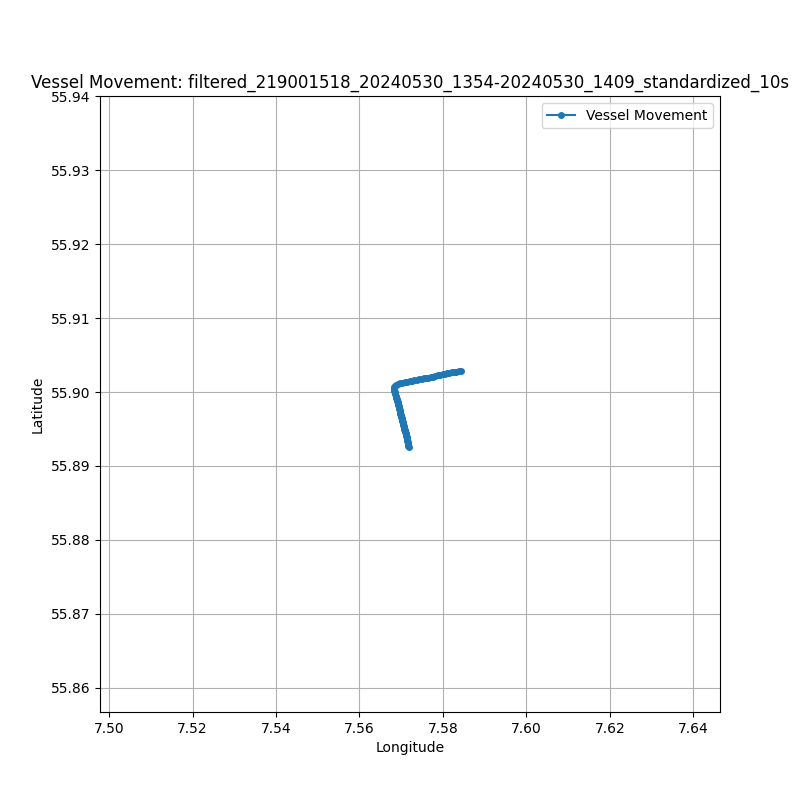 Vessel Movement: filtered_219001518_20240530_1354-20240530_1409_standardized_10s
Vessel Movement
55.94
55.93
55.92
55.91
55.90
55.89
55.88
55.87
55.86
Latitude
7.50 7.52 7.54 7.56 7.58 7.60 7.62 7.64
Longitude